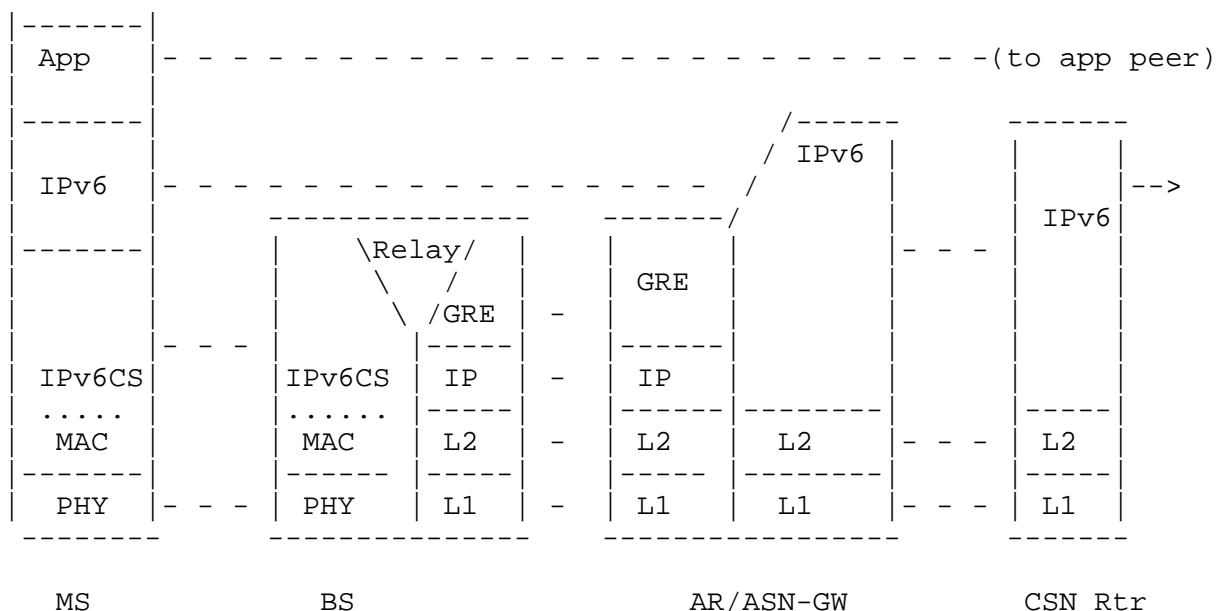 App (to app peer)
IPv6
IPv6 -->
IPv6
\Relay/
GRE
/GRE
IPv6CS IPv6CS IP IP
..... ......
MAC MAC L2 L2 L2 L2
PHY PHY L1 L1 L1 L1
MS BS AR/ASN-GW CSN Rtr